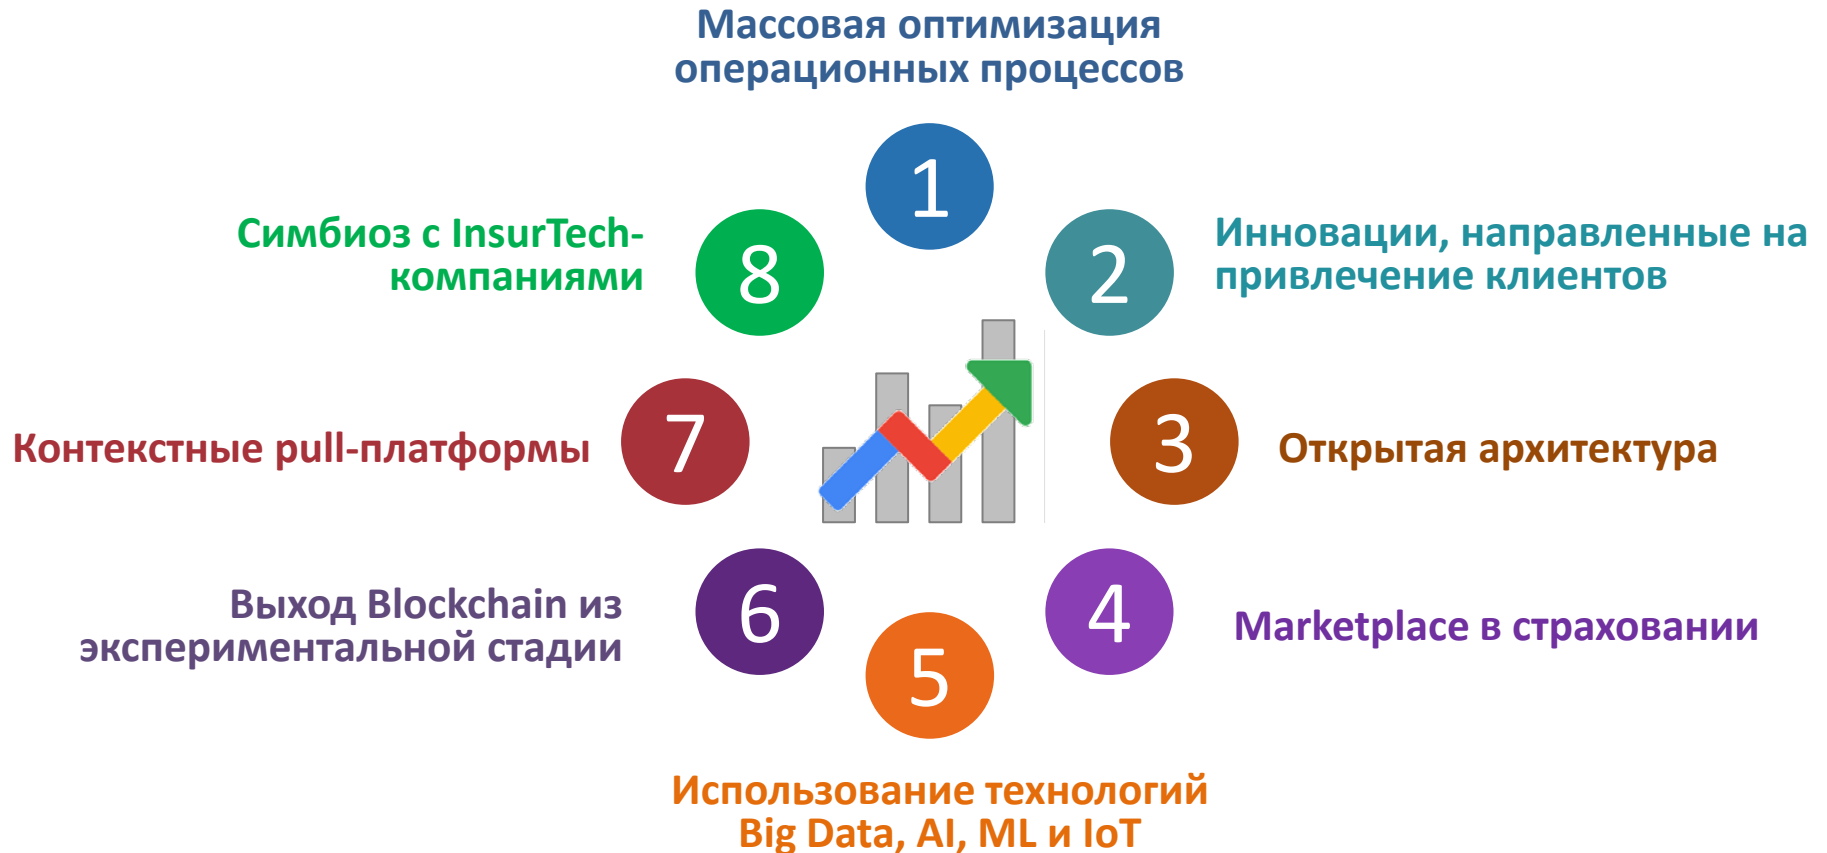 Массовая оптимизация
операционных процессов
1
Инновации, направленные на
привлечение клиентов
2
Открытая архитектура
3
Marketplace в страховании
4
Использование технологий
Big Data, AI, ML и IoT
5
Выход Blockchain из
экспериментальной стадии
6
Контекстные pull-платформы
7
Симбиоз с InsurTech-
компаниями
8